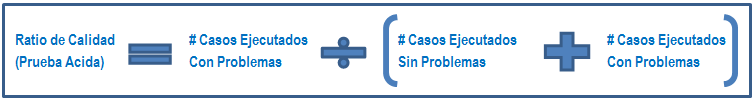 Ratio de Calidad
(Prueba Acida)
=
# Casos Ejecutados
Con Problemas
÷
(
# Casos Ejecutados
Sin Problemas
+
# Casos Ejecutados
Con Problemas
)